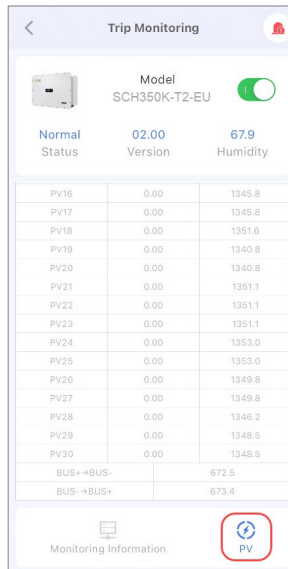 Trip Monitoring
Model
SCH350K-T2-EU
Normal 02.00 67.9
Status Version Humidity
PV16 0.00 1345.8
PV17 0.00 1345.8
PV18 0.00 1351.6
PV19 0.00 1340.8
PV20 0.00 1340.8
PV21 0.00 1351.1
PV22 0.00 1351.1
PV23 0.00 1351.1
PV24 0.00 1353.0
PV25 0.00 1353.0
PV26 0.00 1349.8
PV27 0.00 1349.8
PV28 0.00 1346.2
PV29 0.00 1348.5
PV30 0.00 1348.5
BUS+→BUS- 672.5
BUS-→BUS+ 673.4
Monitoring Information PV